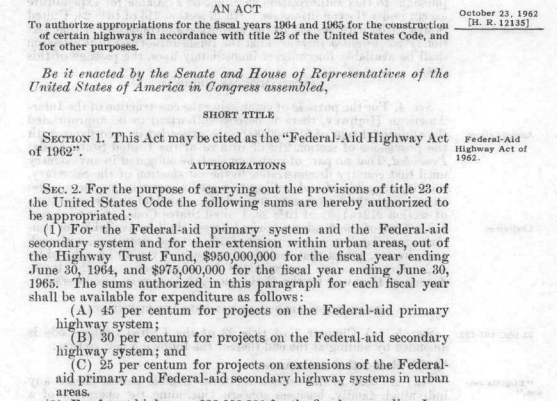 AN ACT
October 23, 1962
[H. R. 12135]
To authorize appropriations for the fiscal years 1964 and 1965 for the construction
of certain highways in accordance with title 23 of the United States Code, and
for other purposes.
Be it enacted by the Senate and House of Representatives of the
United States of America in Congress assembled,
SHORT TITLE
SECTION 1. This Act may be cited as the “Federal-Aid Highway Act
of 1962”.
Federal-Aid
Highway Act of
1962.
AUTHORIZATIONS
SEC. 2. For the purpose of carrying out the provisions of title 23 of
the United States Code the following sums are hereby authorized to
be appropriated:
(1) For the Federal-aid primary system and the Federal-aid
secondary system and for their extension within urban areas, out of
the Highway Trust Fund, $950,000,000 for the fiscal year ending
June 30, 1964, and $975,000,000 for the fiscal year ending June 30,
1965. The sums authorized in this paragraph for each fiscal year
shall be available for expenditure as follows:
(A) 45 per centum for projects on the Federal-aid primary
highway system;
(B) 30 per centum for projects on the Federal-aid secondary
highway system; and
(C) 25 per centum for projects on extensions of the Federal-
aid primary and Federal-aid secondary highway systems in urban
areas.